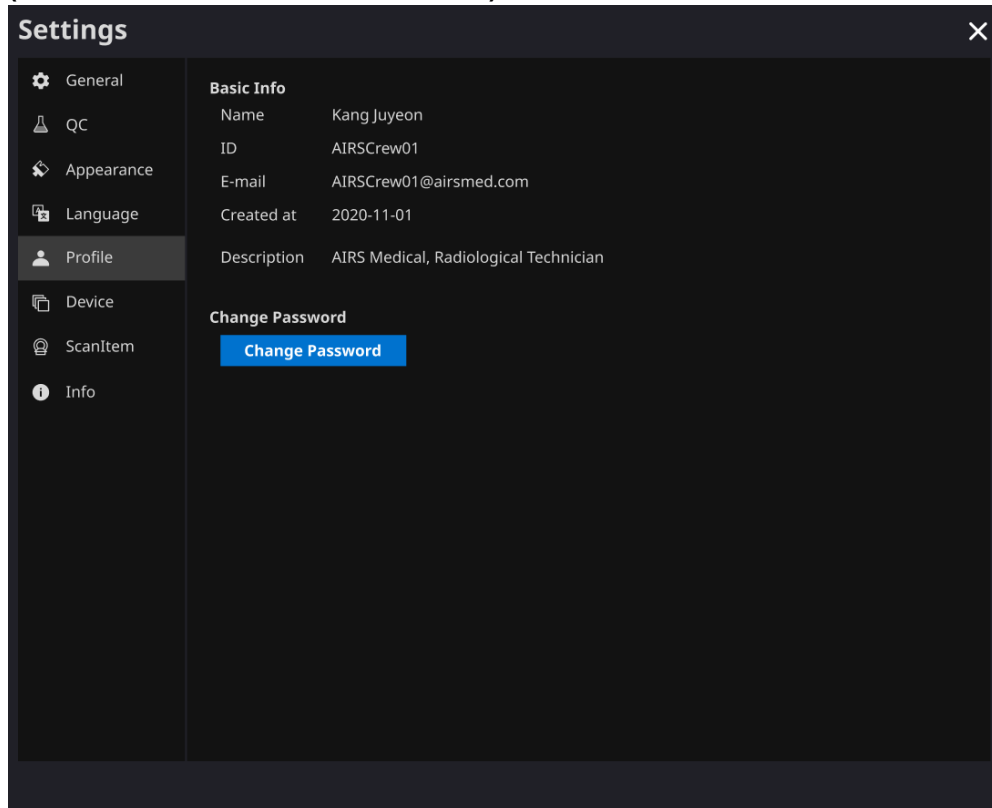 Settings
General
QC
Appearance
Language
Profile
Device
ScanItem
Info
Basic Info
Name Kang Juyeon
ID AIRSCrew01
E-mail AIRSCrew01@airsmed.com
Created at 2020-11-01
Description AIRS Medical, Radiological Technician
Change Password
Change Password